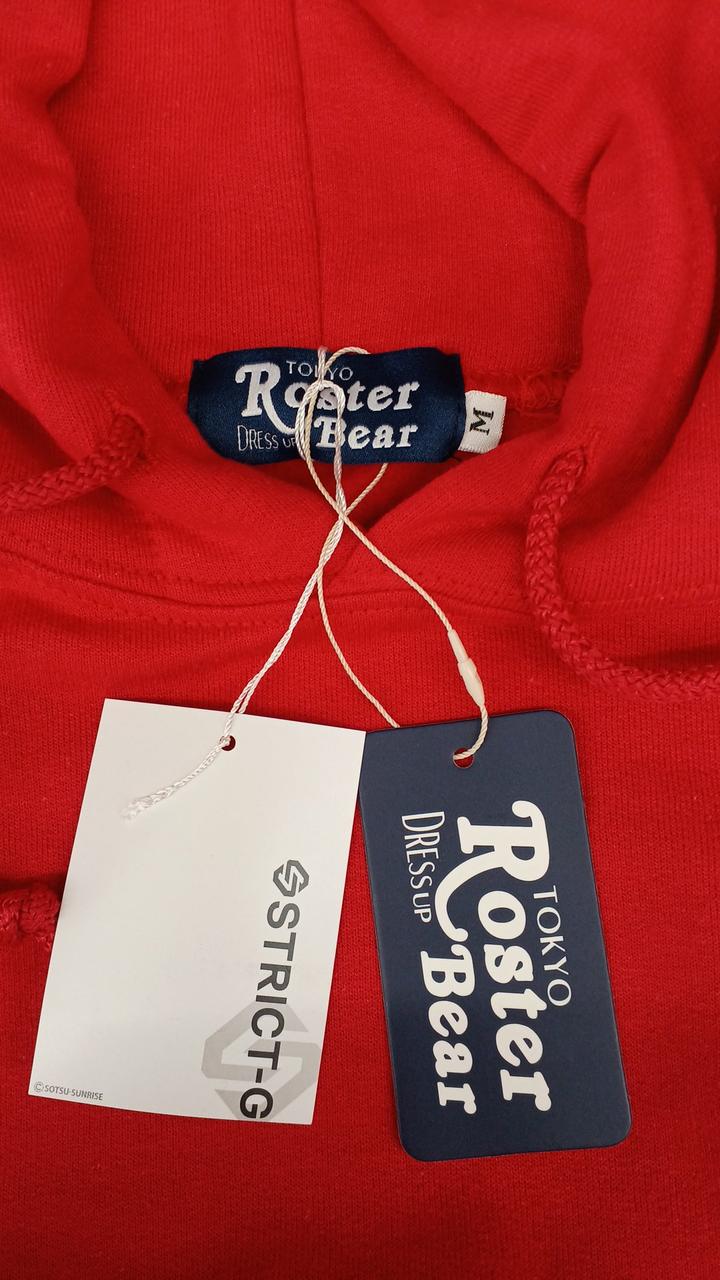 TOKYO
Roster
DRESS UP Bear
M
STRICT-G
©SOTSU·SUNRISE
TOKYO
Roster
DRESS UP Bear